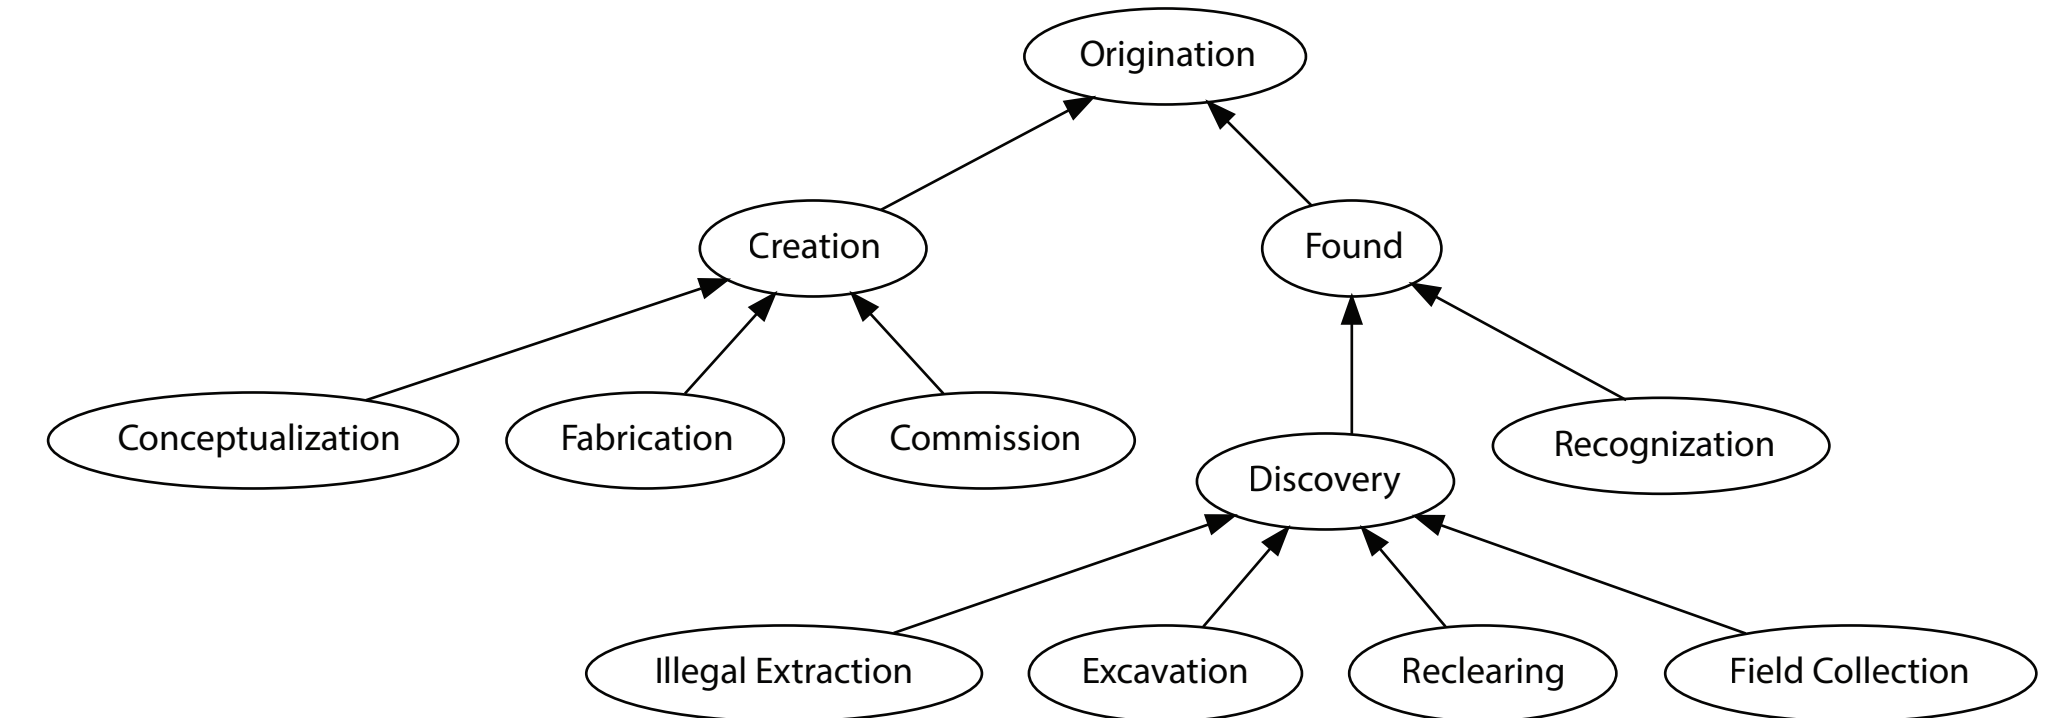 Origination
Creation
Found
Conceptualization
Fabrication
Commission
Discovery
Recognization
Illegal Extraction
Excavation
Reclearing
Field Collection